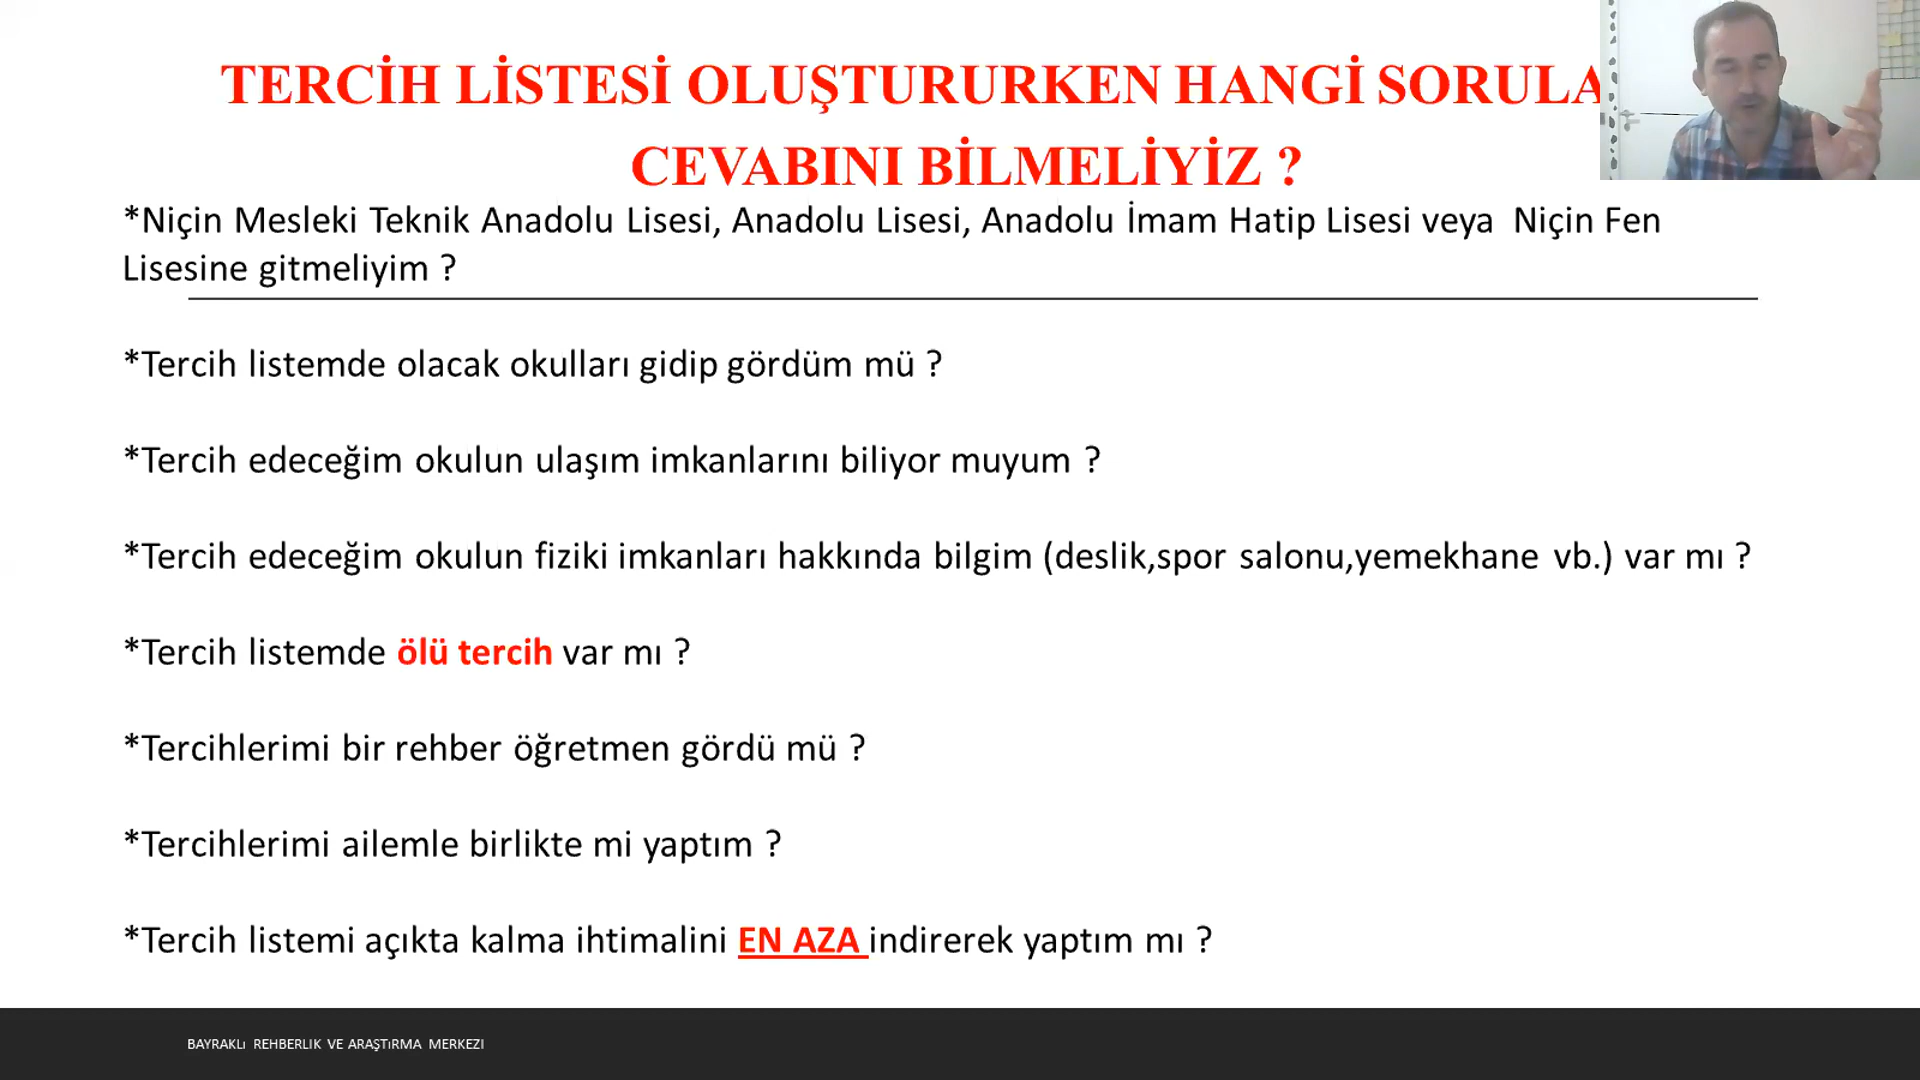 TERCİH LİSTESİ OLUŞTURURKEN HANGİ SORULA
CEVABINI BİLMELİYİZ ?
*Niçin Mesleki Teknik Anadolu Lisesi, Anadolu Lisesi, Anadolu İmam Hatip Lisesi veya Niçin Fen
Lisesine gitmeliyim ?
*Tercih listemde olacak okulları gidip gördüm mü ?
*Tercih edeceğim okulun ulaşım imkanlarını biliyor muyum ?
*Tercih edeceğim okulun fiziki imkanları hakkında bilgim (deslik,spor salonu,yemekhane vb.) var mı ?
*Tercih listemde ölü tercih var mı ?
*Tercihlerimi bir rehber öğretmen gördü mü ?
*Tercihlerimi ailemle birlikte mi yaptım ?
*Tercih listemi açıkta kalma ihtimalini EN AZA indirerek yaptım mı ?
BAYRAKLı REHBERLIK VE ARAŞTıRMA MERKEZI